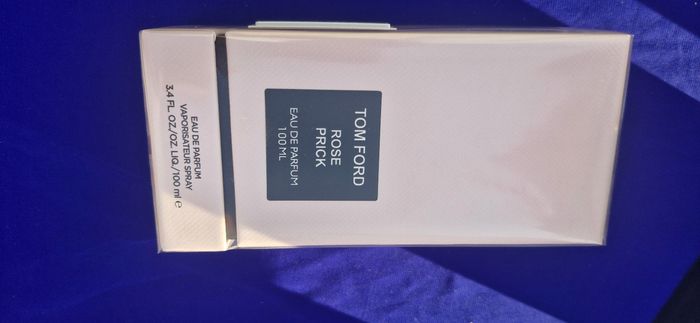 TOM FORD
ROSE
PRICK
EAU DE PARFUM
100 ML
EAU DE PARFUM
VAPORISATEUR SPRAY
3.4 FL. OZ./OZ. LIQ./100 ml e